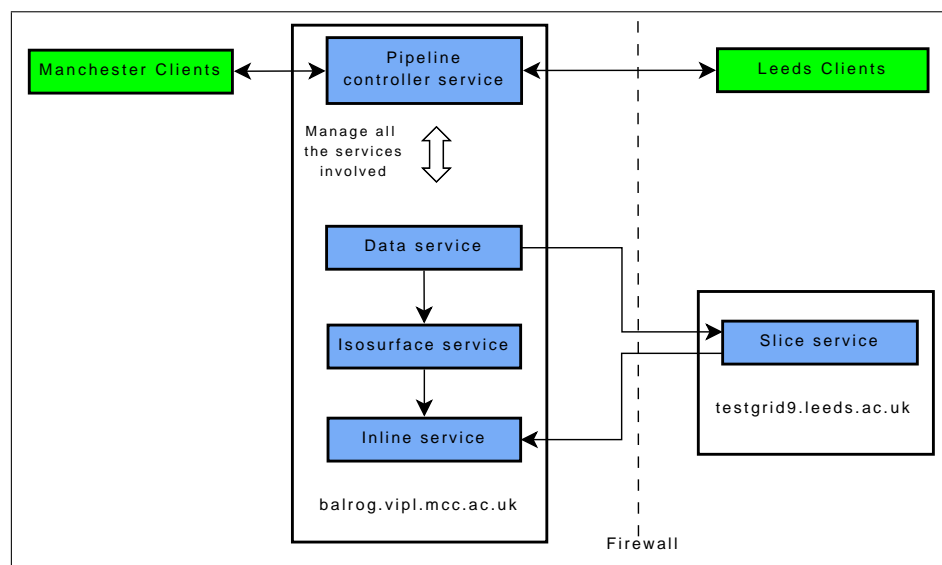 Manchester Clients
Pipeline
controller service
Leeds Clients
Manage all
the services
involved
Data service
Isosurface service
Slice service
testgrid9.leeds.ac.uk
Inline service
balrog.vipl.mcc.ac.uk
Firewall